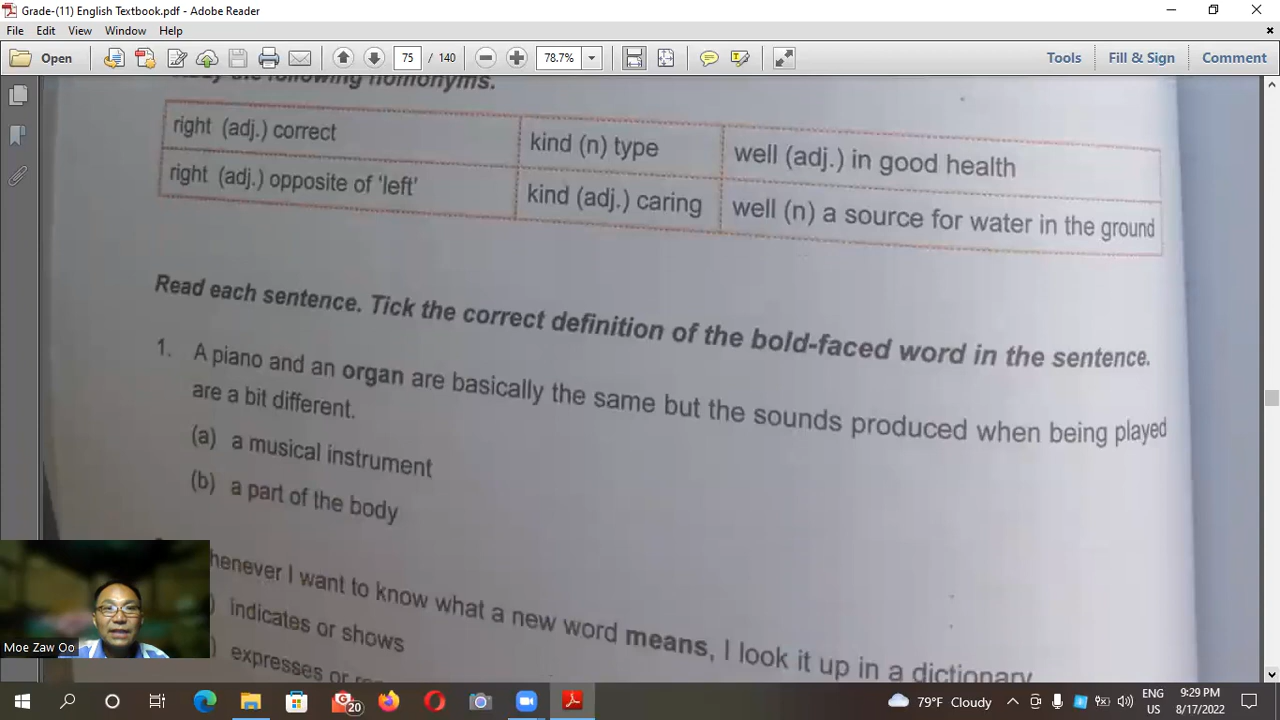 Grade-(11) English Textbook.pdf - Adobe Reader
File Edit View Window Help
Open 75 / 140 78.7% Tools Fill & Sign Comment
the following homonyms.
right (adj.) correct kind (n) type well (adj.) in good health
right (adj.) opposite of 'left' kind (adj.) caring well (n) a source for water in the ground
Read each sentence. Tick the correct definition of the bold-faced word in the sentence.
1. A piano and an organ are basically the same but the sounds produced when being played
are a bit different.
(a) a musical instrument
(b) a part of the body
henever I want to know what a new word means, I look it up in a dictionary
) indicates or shows
) expresses or
Moe Zaw Oo
20
79°F Cloudy ENG 9:29 PM
US 8/17/2022